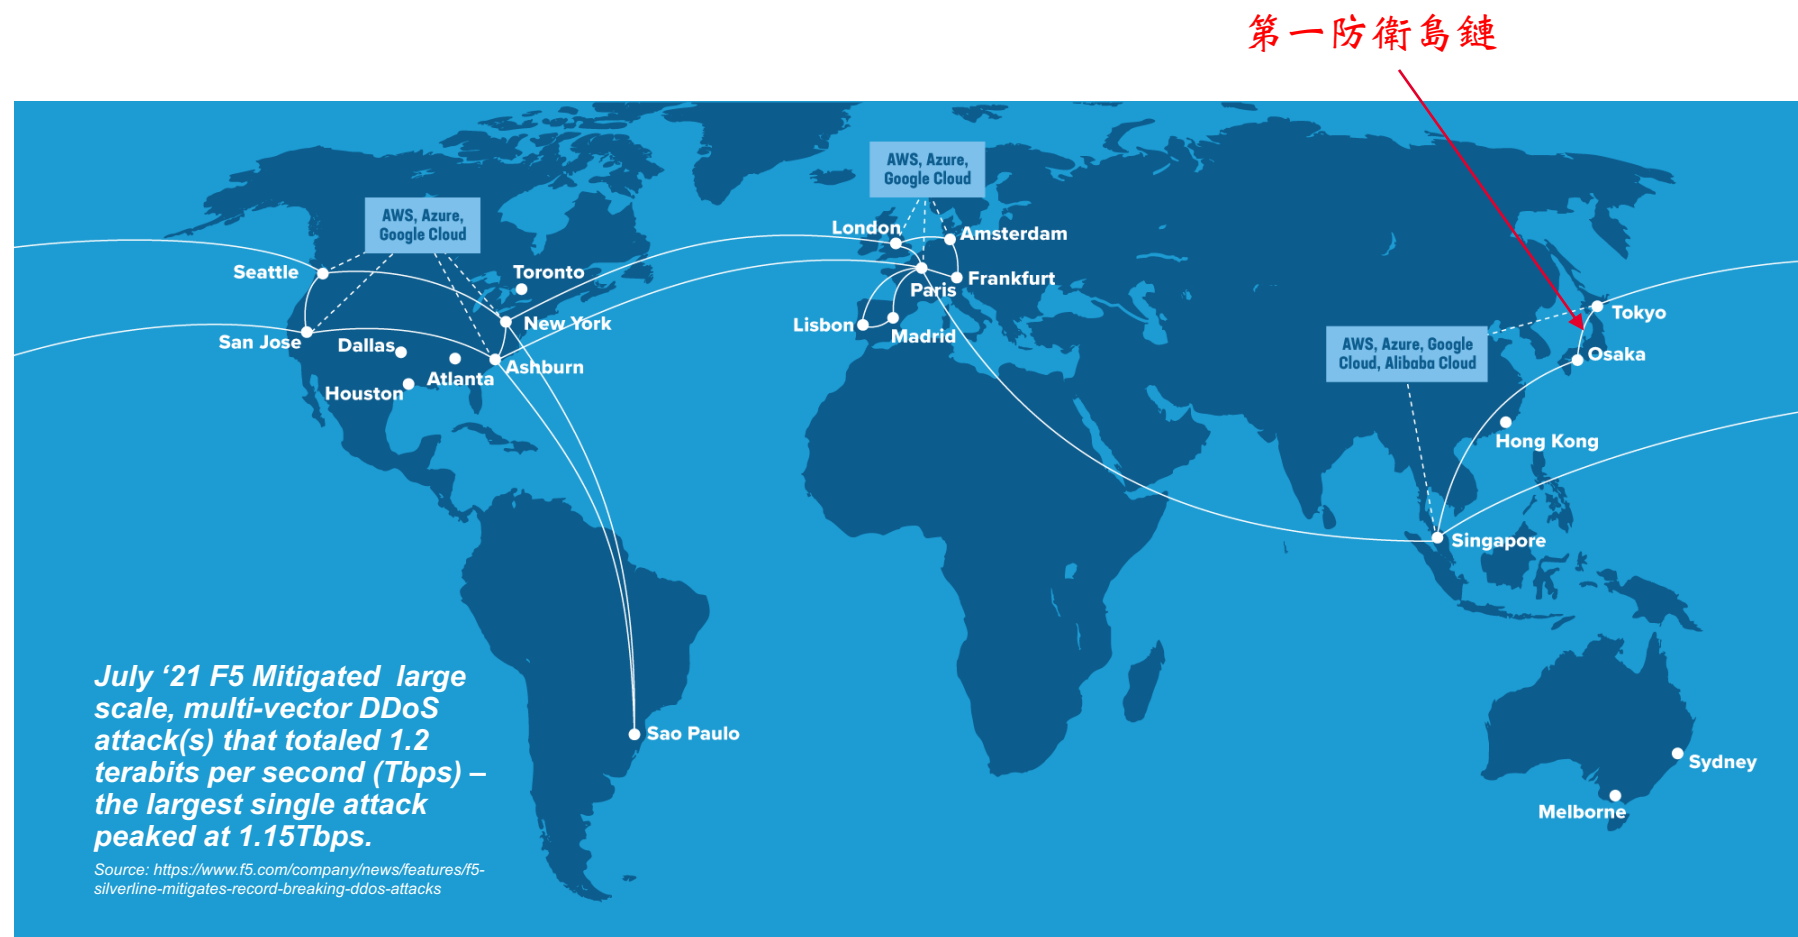 第一防衛島鏈
AWS, Azure,
Google Cloud
AWS, Azure,
Google Cloud
London
Amsterdam
Seattle
Toronto
Paris
Frankfurt
New York
Lisbon
Madrid
San Jose
Dallas
Ashburn
Atlanta
Houston
Tokyo
AWS, Azure, Google
Cloud, Alibaba Cloud
Osaka
Hong Kong
Singapore
July ‘21 F5 Mitigated  large
scale, multi-vector DDoS
attack(s) that totaled 1.2
terabits per second (Tbps) –
the largest single attack
peaked at 1.15Tbps.
Source: https://www.f5.com/company/news/features/f5-
silverline-mitigates-record-breaking-ddos-attacks
Sao Paulo
Sydney
Melborne